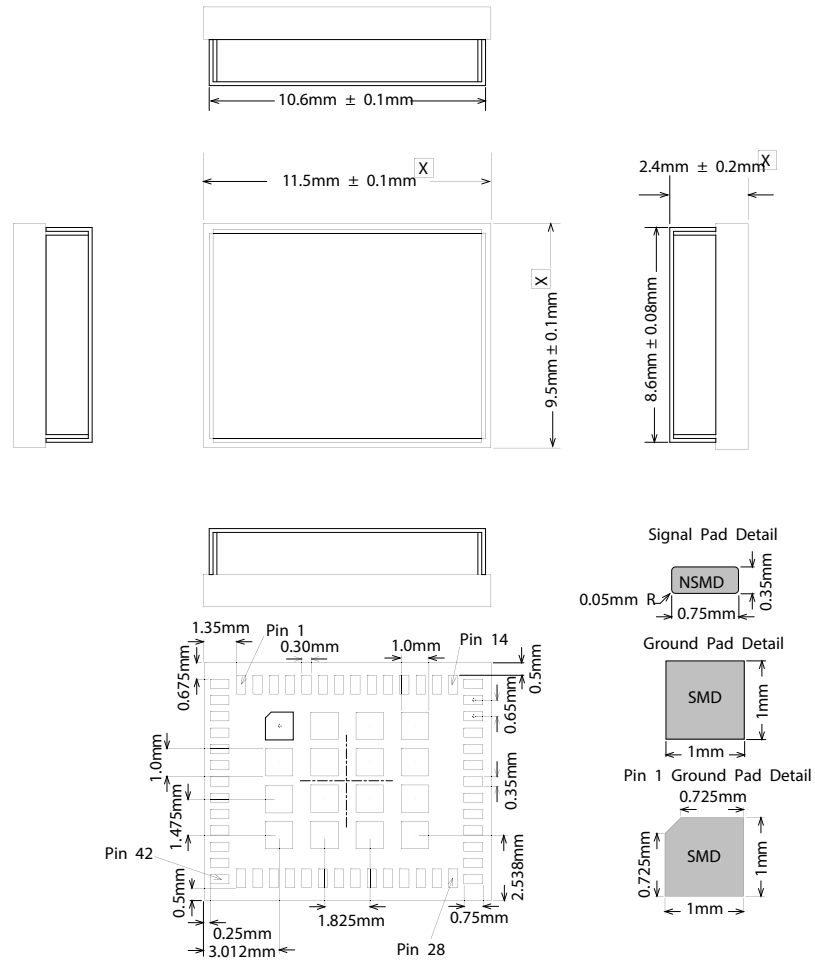 10.6mm ± 0.1mm
X
11.5mm ± 0.1mm
X
2.4mm ± 0.2mm
X
9.5mm ± 0.1mm
8.6mm ± 0.08mm
Signal Pad Detail
NSMD
0.35mm
0.05mm R
0.75mm
1.35mm
Pin 1
0.30mm
1.0mm
Pin 14
0.5mm
Ground Pad Detail
0.675mm
0.65mm
SMD
1mm
1mm
1.0mm
0.35mm
Pin 1 Ground Pad Detail
0.725mm
1.475mm
SMD
0.725mm
1mm
1mm
Pin 42
2.538mm
0.5mm
1.825mm
0.75mm
0.25mm
3.012mm
Pin 28